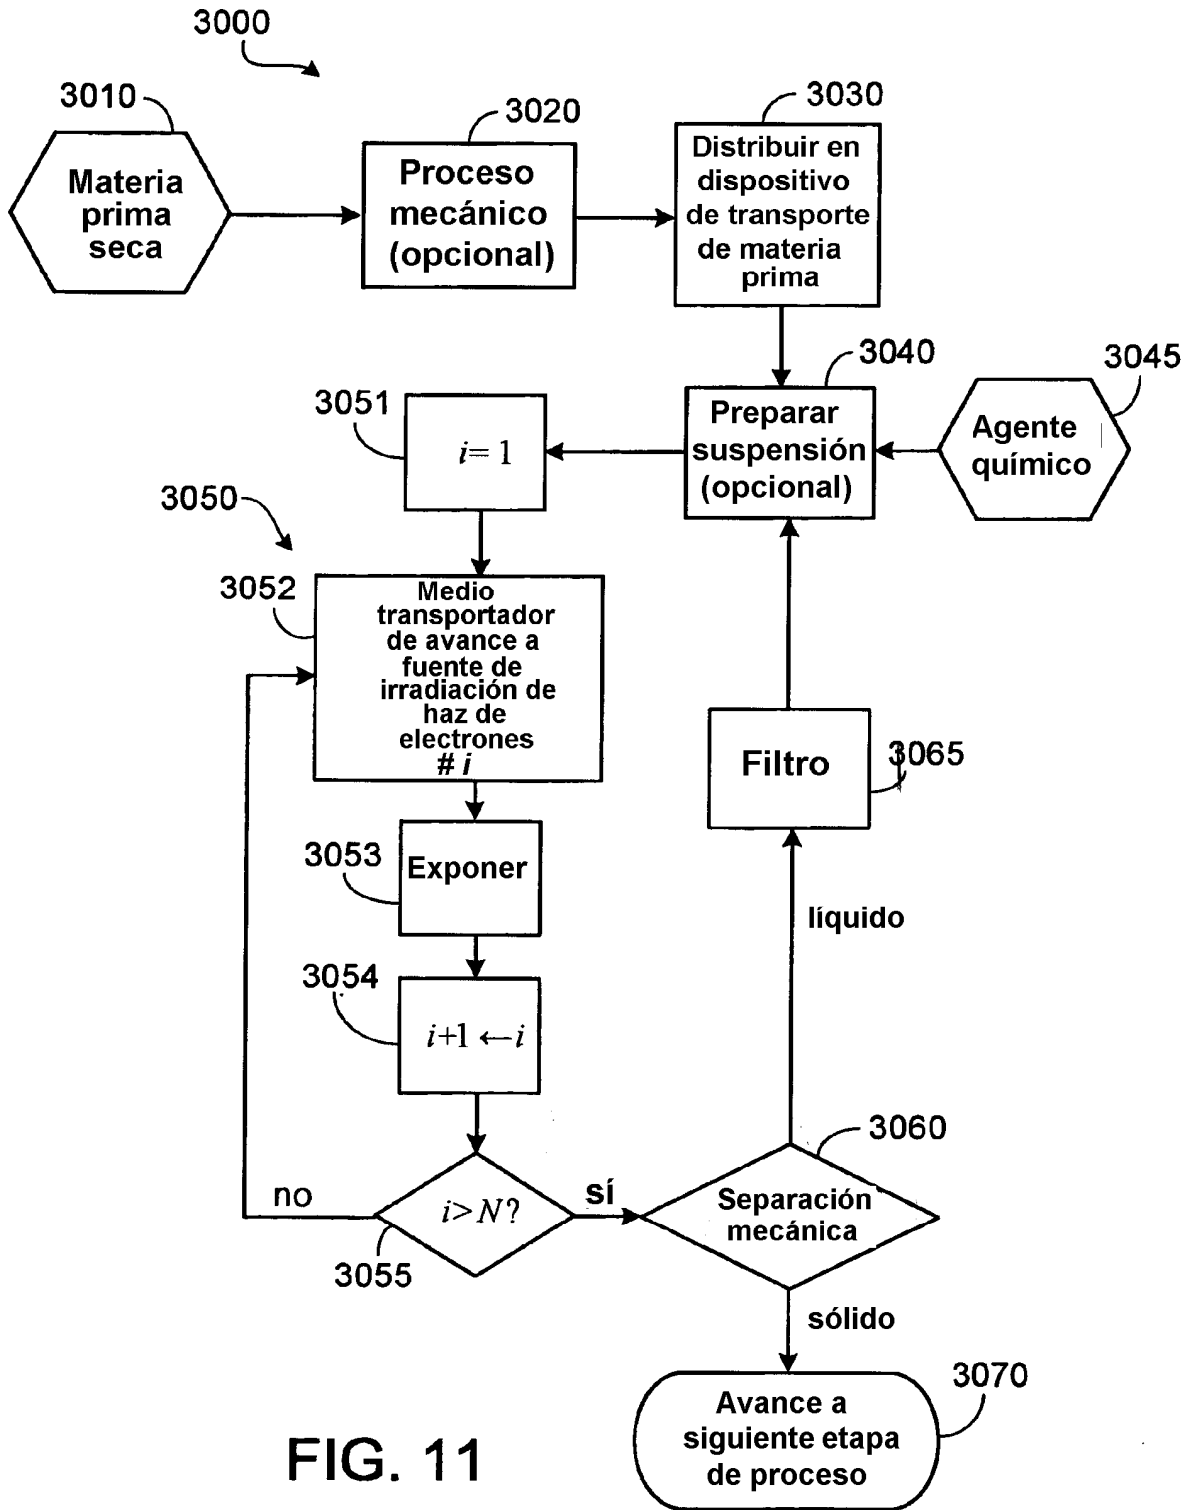 3000
3010
Materia
prima
seca
3020
Proceso
mecánico
(opcional)
3030
Distribuir en
dispositivo
de transporte
de materia
prima
3040
Preparar
suspensión
(opcional)
3045
Agente
químico
3051
i= 1
3050
3052
Medio
transportador
de avance a
fuente de
irradiación de
haz de
electrones
# i
3053
Exponer
3054
i+1 ←i
3055
i>N?
no
sí
3060
Separación
mecánica
líquido
3065
Filtro
sólido
3070
Avance a
siguiente etapa
de proceso
FIG. 11